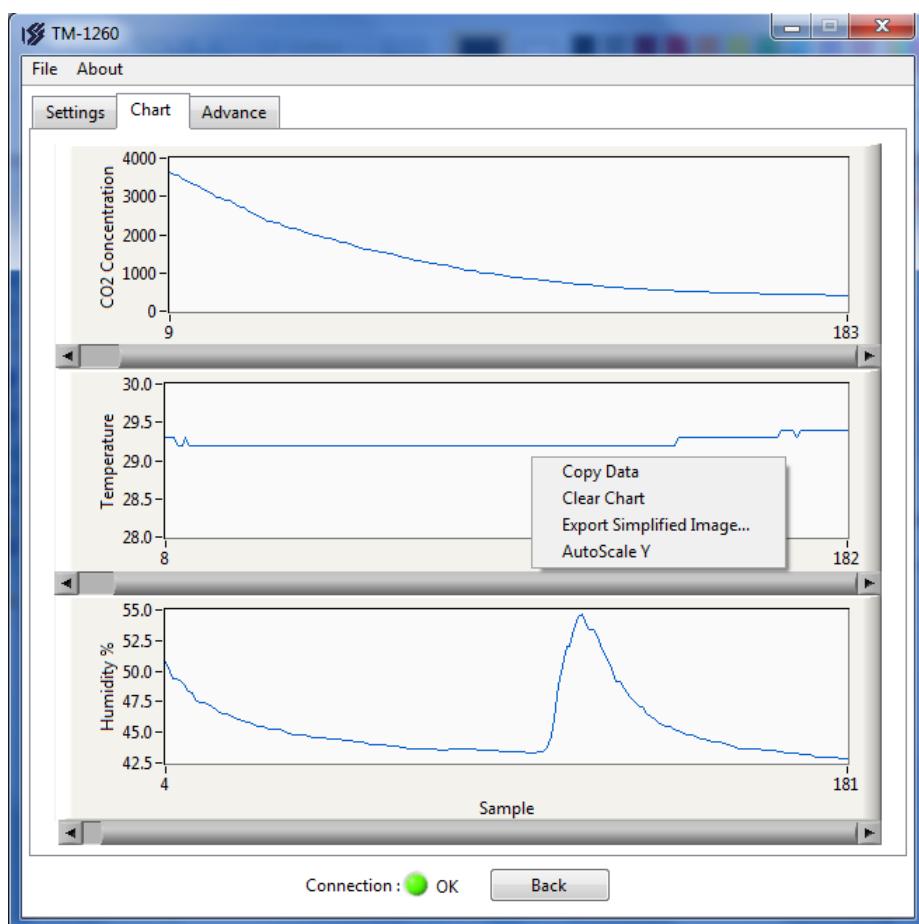 TM-1260
File About
Settings Chart Advance
CO2 Concentration
4000
3000
2000
1000
0
9 183
Temperature
30.0
29.5
29.0
28.5
28.0
8 182
Copy Data
Clear Chart
Export Simplified Image...
AutoScale Y
Humidity %
55.0
52.5
50.0
47.5
45.0
42.5
4 181
Sample
Connection : OK Back